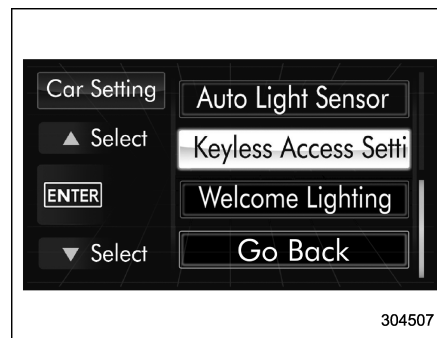 Car Setting
▲ Select
ENTER
▼ Select
Auto Light Sensor
Keyless Access Setti
Welcome Lighting
Go Back
304507